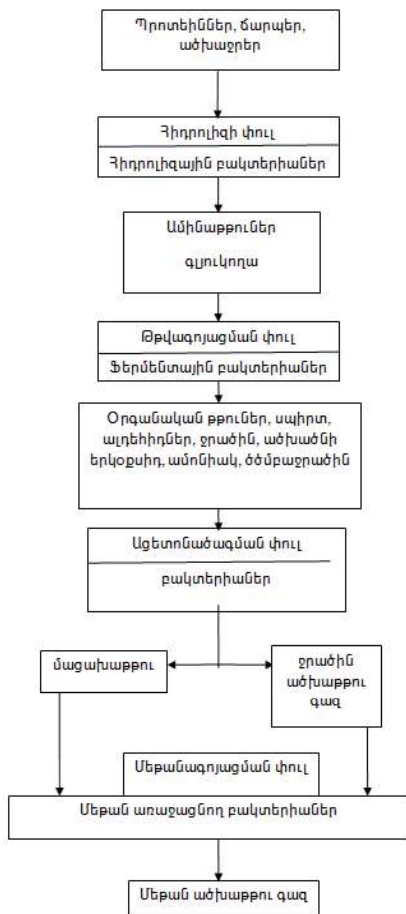 Պրոտեիններ, ճարպեր,
ածխաջրեր
Հիդրոլիզի փուլ
Հիդրոլիզային բակտերիաներ
Ամինաթթուներ
գլյուկոզա
Թթվագոյացման փուլ
Ֆերմենտային բակտերիաներ
Օրգանական թթուներ, սպիրտ,
ալդեհիդներ, ջրածին, ածխածնի
երկօքսիդ, ամոնիակ, ծծմբաջրածին
Ացետոնածագման փուլ
բակտերիաներ
մացախաթթու
ջրածին
ածխաթթու
գազ
Մեթանագոյացման փուլ
Մեթան առաջացնող բակտերիաներ
Մեթան ածխաթթու գազ